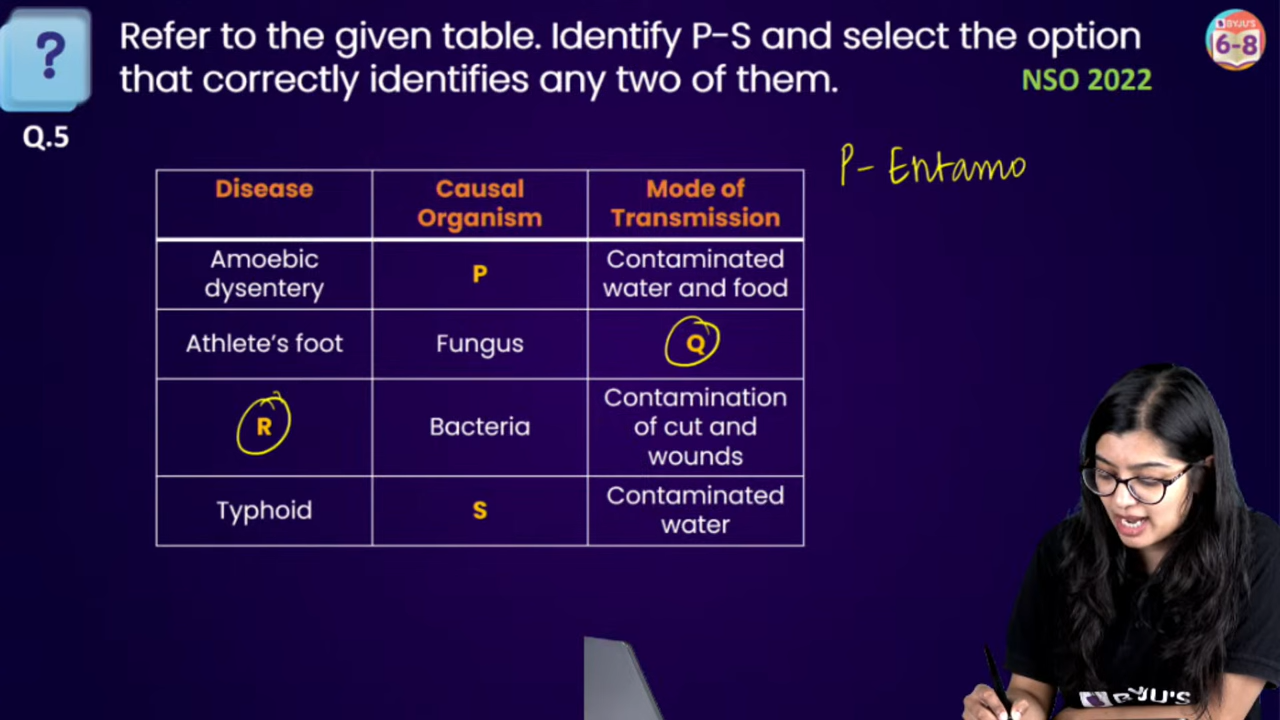 ?
Refer to the given table. Identify P-S and select the option
that correctly identifies any two of them.
NSO 2022
BYJU'S
6-8
Q.5
P- Entamo
Disease
Causal
Organism
Mode of
Transmission
Amoebic
dysentery
P
Contaminated
water and food
Athlete's foot
Fungus
Q
R
Bacteria
Contamination
of cut and
wounds
Typhoid
S
Contaminated
water
BYJU'S